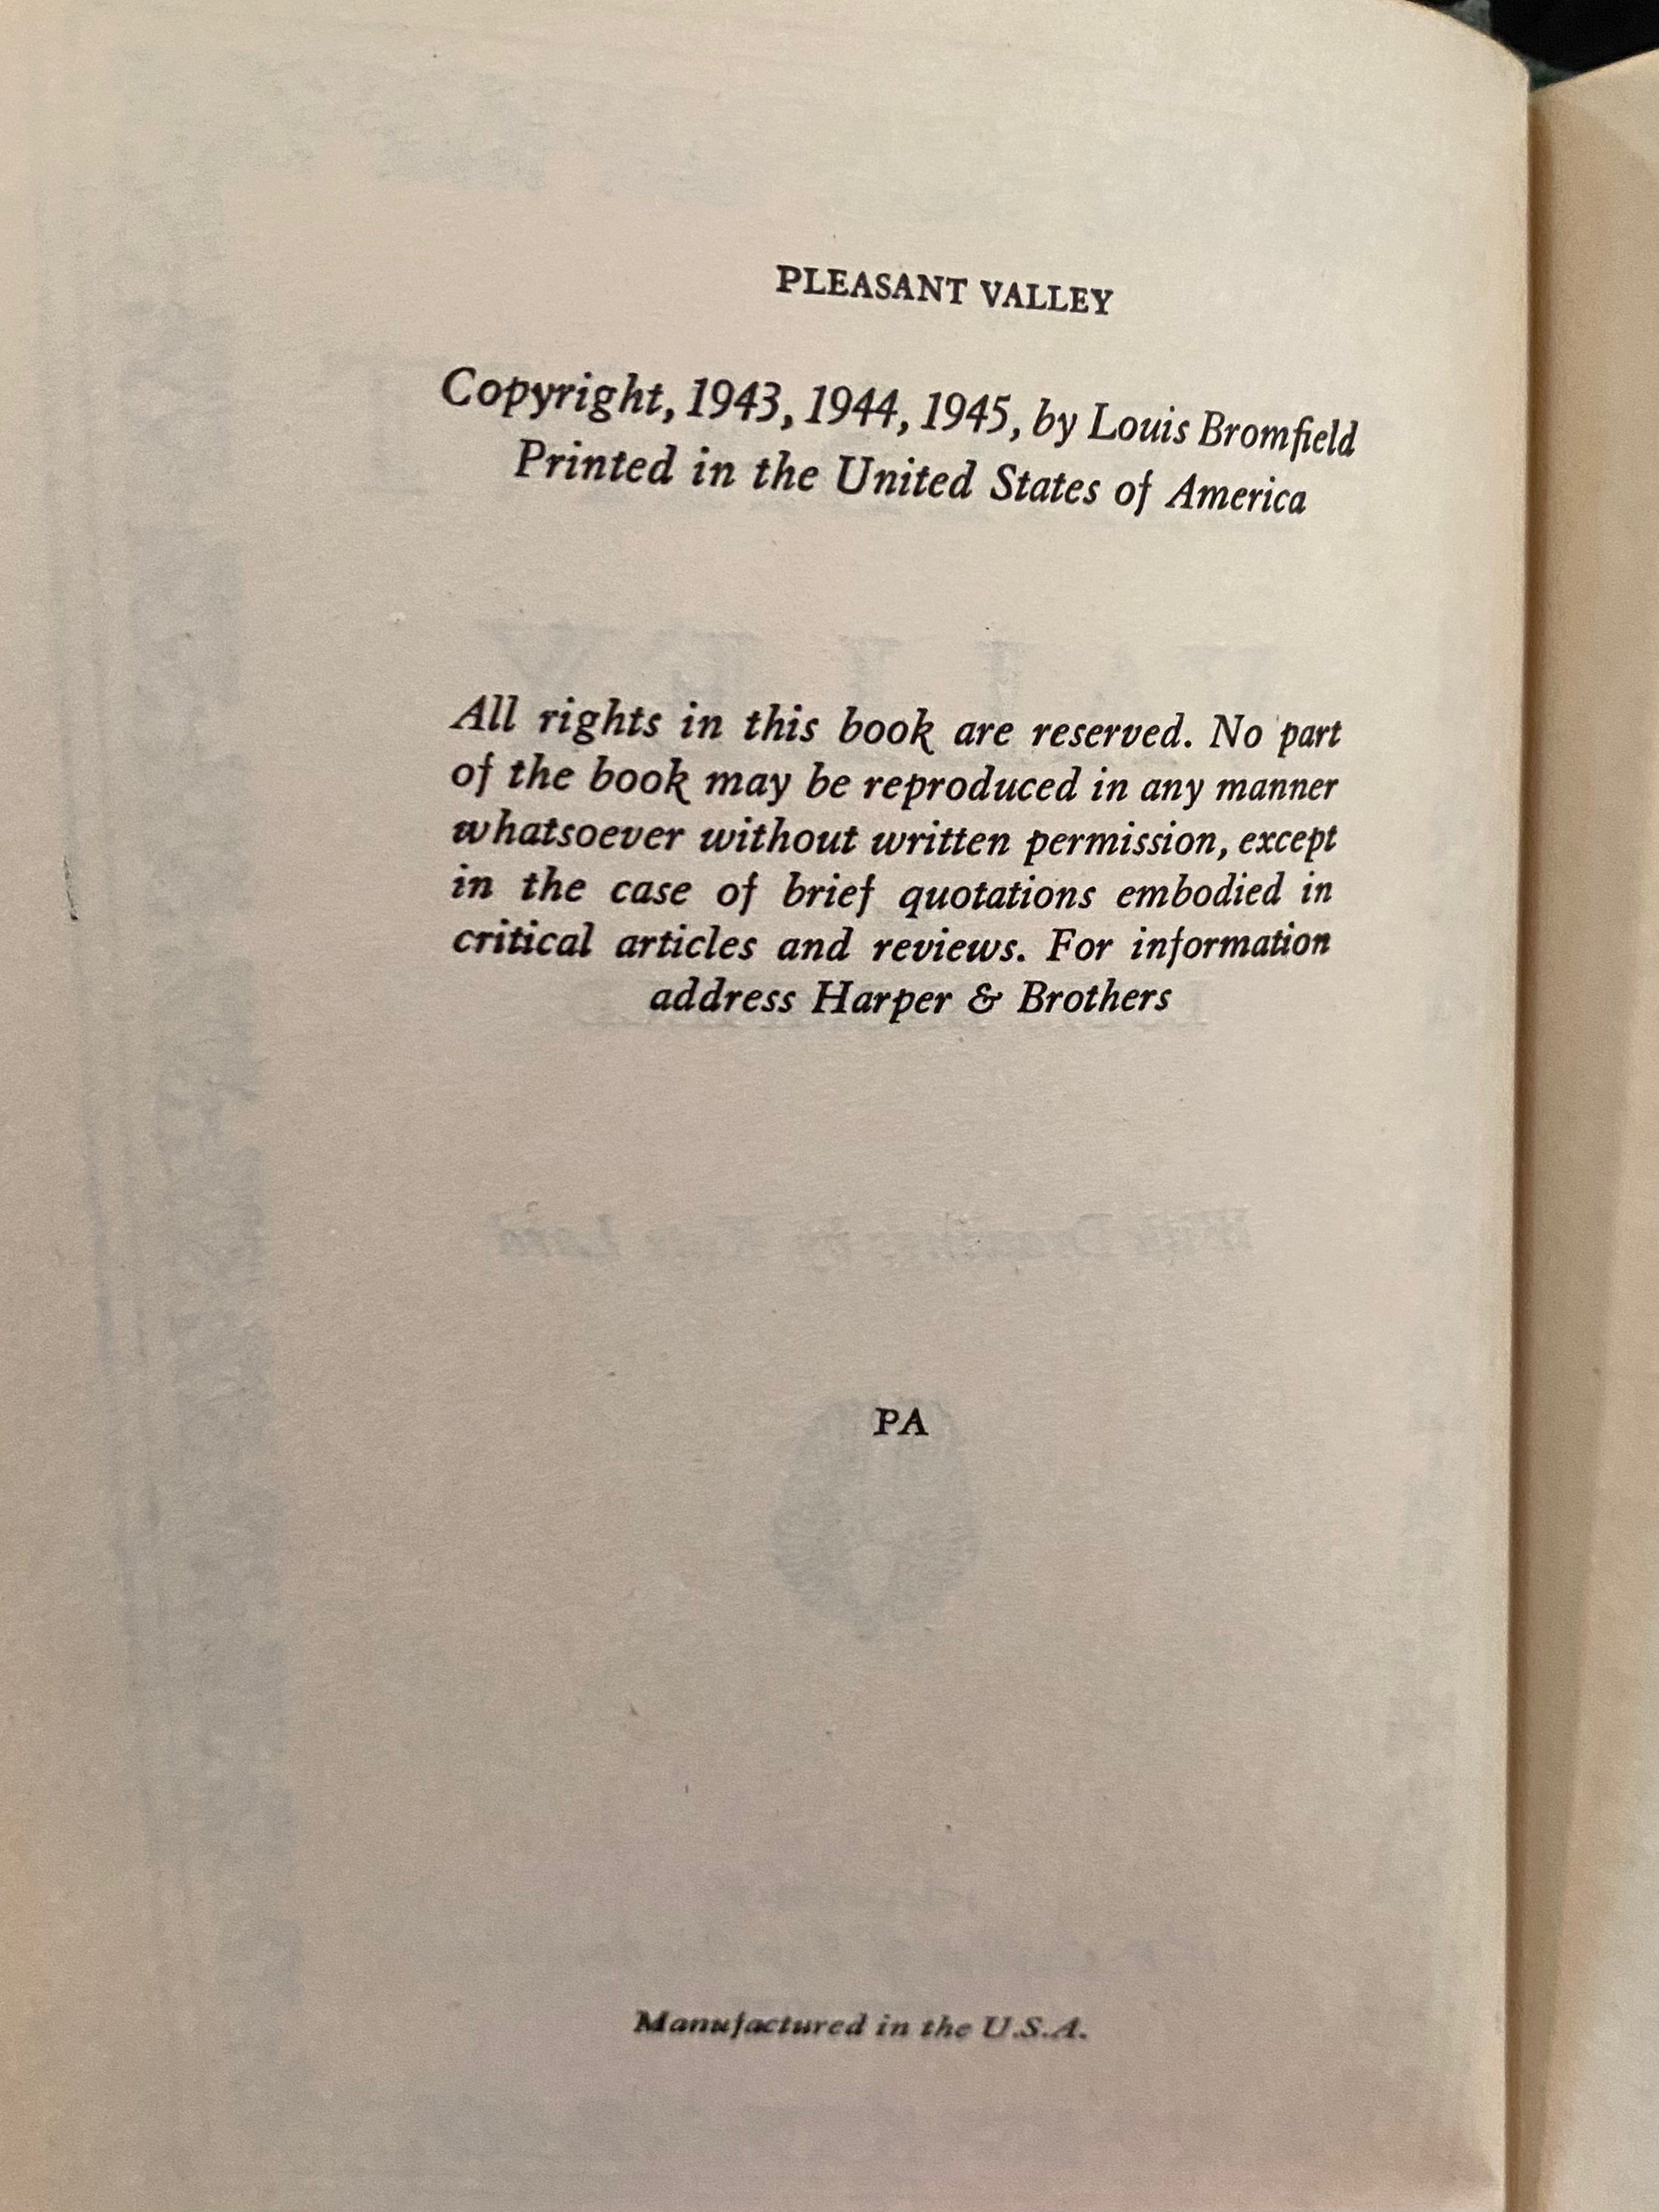 PLEASANT VALLEY
Copyright, 1943, 1944, 1945, by Louis Bromfield
Printed in the United States of America
All rights in this book are reserved. No part
of the book may be reproduced in any manner
whatsoever without written permission, except
in the case of brief quotations embodied in
critical articles and reviews. For information
address Harper & Brothers
PA
Manufactured in the U.S.A.